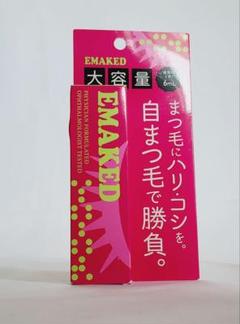 EMAKED
大容量
6mL
まつ毛にハリ・コシを。
自まつ毛で勝負。
EMAKED
PHYSICIAN FORMULATED
OPHTHALMOLOGIST TESTED